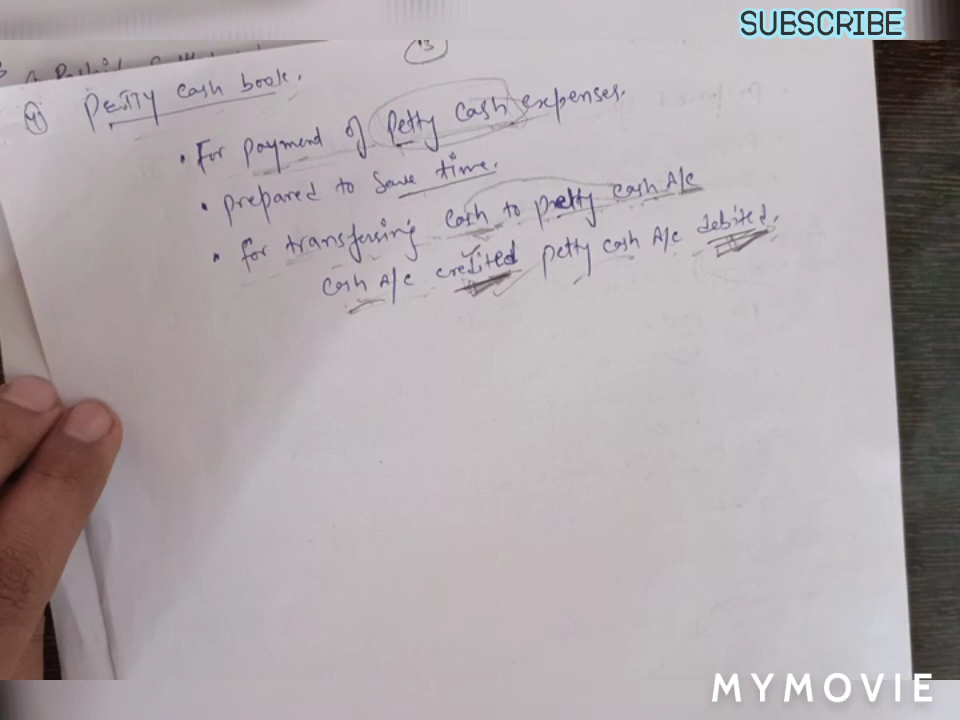 SUBSCRIBE
13
4) PETTY cash book.
• For payment of petty cash expenses.
• prepared to save time.
• for transfering cash to pretty cash A/c
cash A/c credited petty cash A/c debited.
MYMOVIE